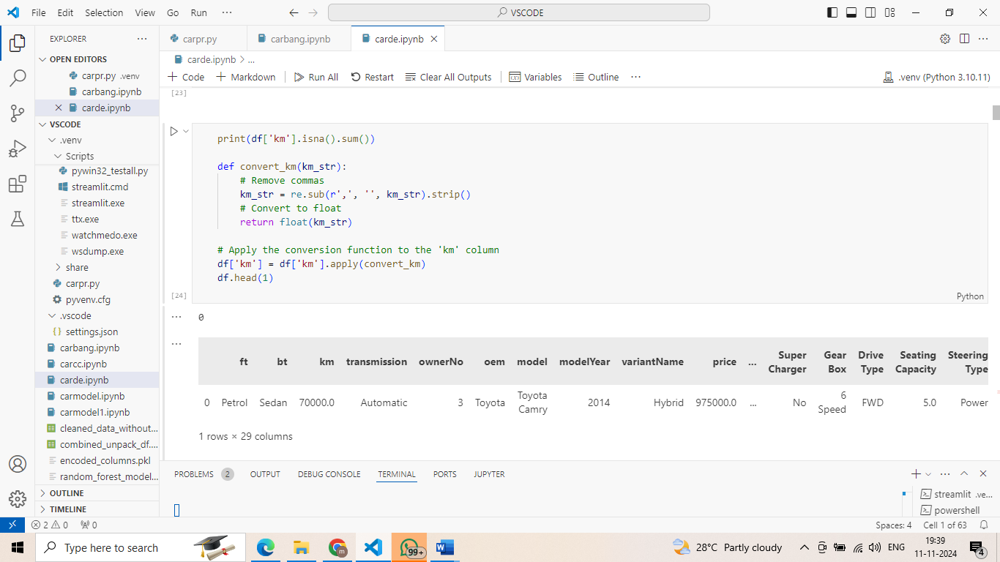 File Edit Selection View Go Run ··· VSCODE
EXPLORER ···
OPEN EDITORS
carpr.py .venv
carbang.ipynb
carde.ipynb
VSCODE
.venv
Scripts
pywin32_testall.py
streamlit.cmd
streamlit.exe
ttx.exe
watchmedo.exe
wsdump.exe
share
carpr.py
pyvenv.cfg
.vscode
settings.json
carbang.ipynb
carcc.ipynb
carde.ipynb
carmodel.ipynb
carmodel1.ipynb
cleaned_data_without...
combined_unpack_df....
encoded_columns.pkl
random_forest_model...
OUTLINE
TIMELINE
carpr.py carbang.ipynb carde.ipynb
carde.ipynb > ...
+ Code + Markdown Run All Restart Clear All Outputs Variables Outline ··· .venv (Python 3.10.11)
[23]
print(df['km'].isna().sum())
def convert_km(km_str):
# Remove commas
km_str = re.sub(r',', '', km_str).strip()
# Convert to float
return float(km_str)
# Apply the conversion function to the 'km' column
df['km'] = df['km'].apply(convert_km)
df.head(1)
[24] Python
··· 0
···
ft bt km transmission ownerNo oem model modelYear variantName price ... Super Charger Gear Box Drive Type Seating Capacity Steering Type
0 Petrol Sedan 70000.0 Automatic 3 Toyota Toyota Camry 2014 Hybrid 975000.0 ... No 6 Speed FWD 5.0 Power
1 rows × 29 columns
PROBLEMS 2 OUTPUT DEBUG CONSOLE TERMINAL PORTS JUPYTER
streamlit .ve...
powershell
2 0 0 Spaces: 4 Cell 1 of 63
Type here to search 99+ 28°C Partly cloudy ENG 19:39
11-11-2024 4